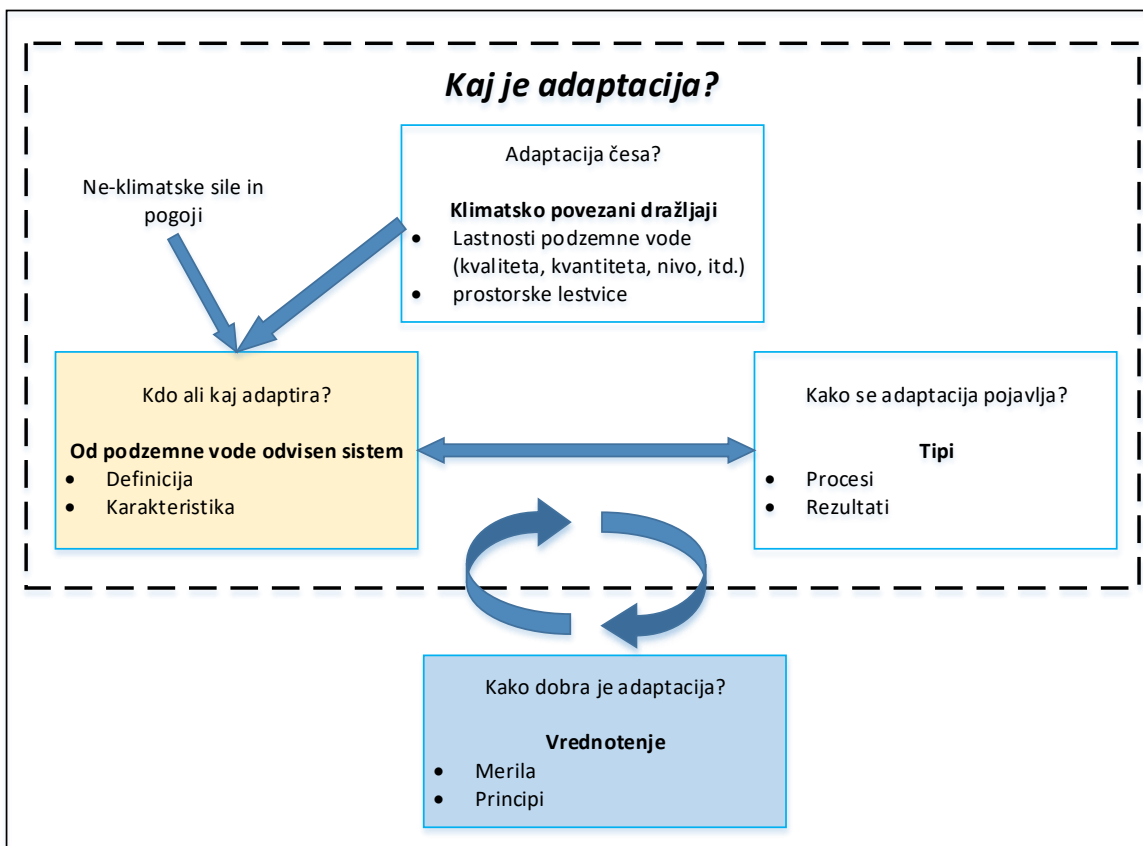 Kaj je adaptacija?
Adaptacija česa?
Klimatsko povezani dražljaji
• Lastnosti podzemne vode
(kvaliteta, kvantiteta, nivo, itd.)
• prostorske lestvice
Ne-klimatske sile in
pogoji
Kdo ali kaj adaptira?
Od podzemne vode odvisen sistem
• Definicija
• Karakteristika
Kako se adaptacija pojavlja?
Tipi
• Procesi
• Rezultati
Kako dobra je adaptacija?
Vrednotenje
• Merila
• Principi